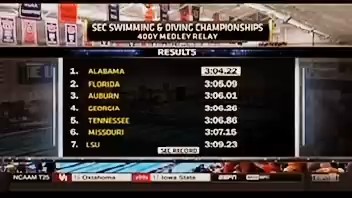 SEC SWIMMING & DIVING CHAMPIONSHIPS
400Y MEDLEY RELAY
RESULTS
1. ALABAMA 3:04.22
2. FLORIDA 3:05.09
3. AUBURN 3:06.01
4. GEORGIA 3:06.26
5. TENNESSEE 3:06.86
6. MISSOURI 3:07.15
7. LSU 3:09.23
SEC RECORD
NCAAM T25 Oklahoma 17 Iowa State ESPN